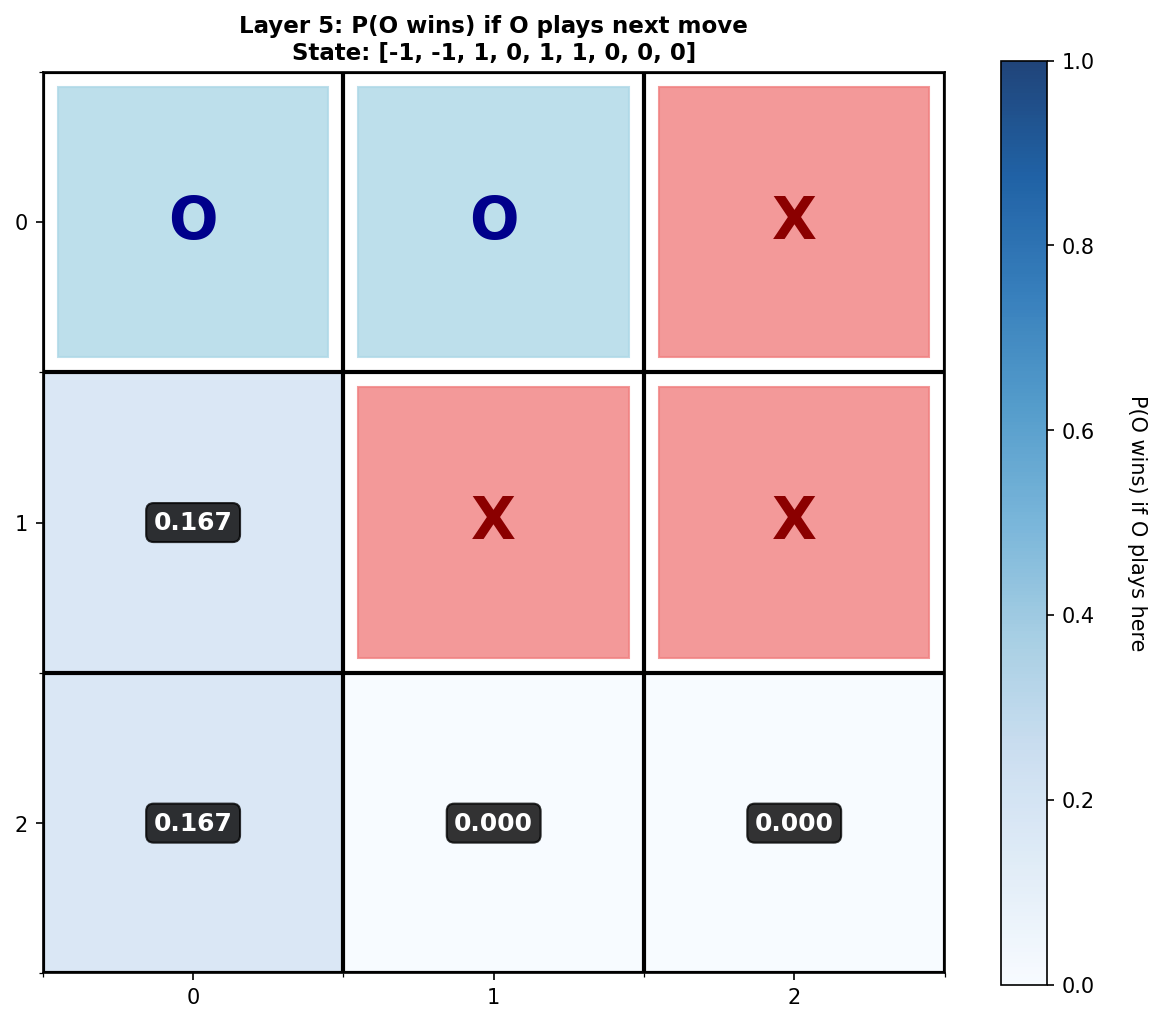 Layer 5: P(O wins) if O plays next move
State: [-1, -1, 1, 0, 1, 1, 0, 0, 0]
1.0
0.8
0.6
0.4
0.2
0.0
P(O wins) if O plays here
0
O
O
X
1
0.167
X
X
2
0.167
0.000
0.000
0
1
2